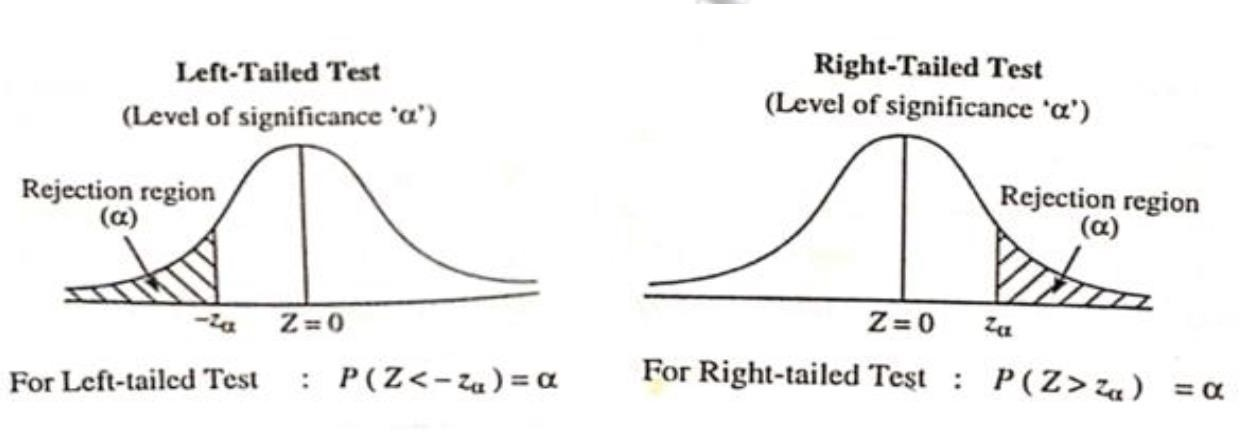 Left-Tailed Test
(Level of significance ‘α’)
Rejection region
(α)
−zα Z = 0
For Left-tailed Test : P ( Z < − zα ) = α
Right-Tailed Test
(Level of significance ‘α’)
Rejection region
(α)
Z = 0 zα
For Right-tailed Test : P ( Z > zα ) = α